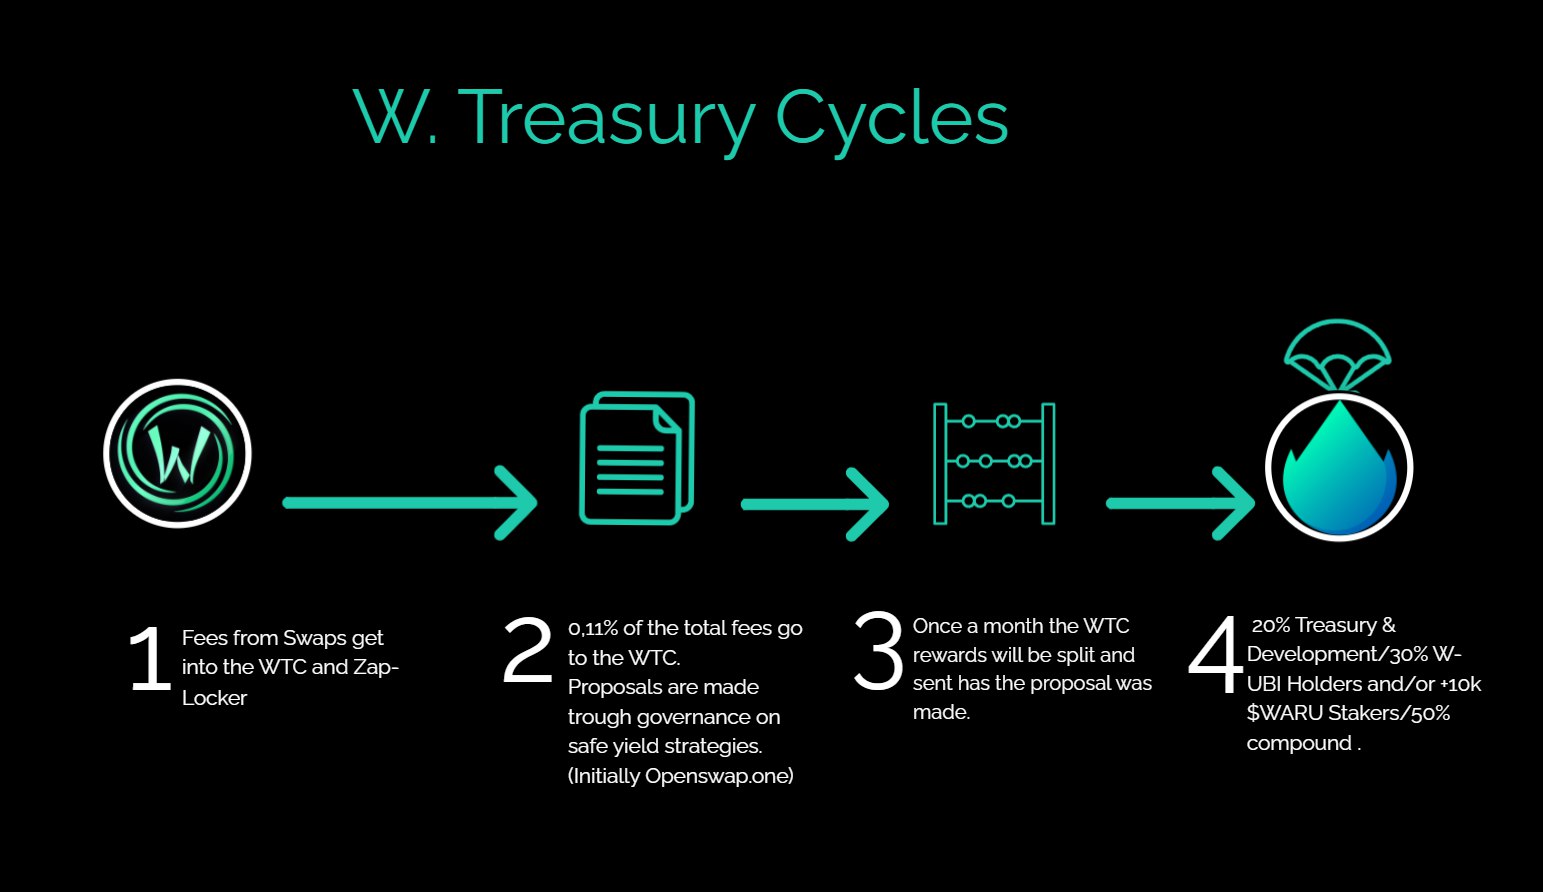 W. Treasury Cycles
W
1
Fees from Swaps get
into the WTC and Zap-
Locker
2
0,11% of the total fees go
to the WTC.
Proposals are made
trough governance on
safe yield strategies.
(Initially Openswap.one)
3
Once a month the WTC
rewards will be split and
sent has the proposal was
made.
4
20% Treasury &
Development/30% W-
UBI Holders and/or +10k
$WARU Stakers/50%
compound .